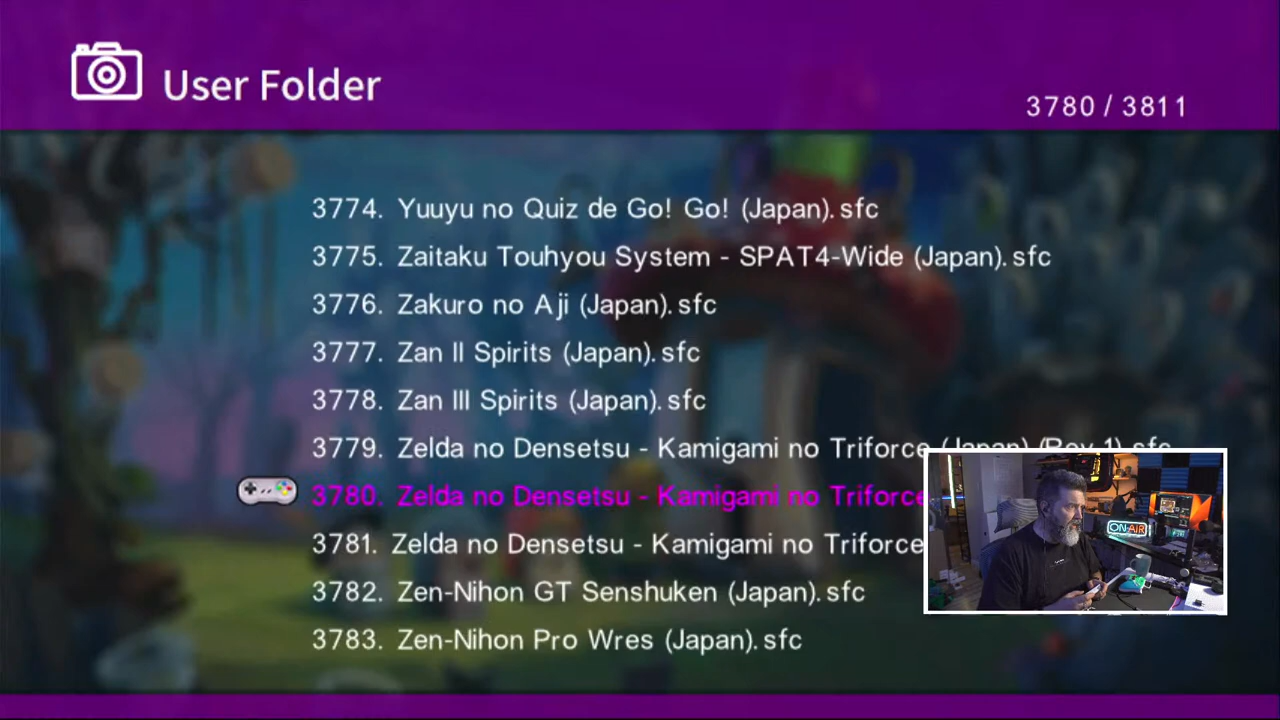 User Folder
3780 / 3811
3774. Yuuyu no Quiz de Go! Go! (Japan).sfc
3775. Zaitaku Touhyou System - SPAT4-Wide (Japan).sfc
3776. Zakuro no Aji (Japan).sfc
3777. Zan II Spirits (Japan).sfc
3778. Zan III Spirits (Japan).sfc
3779. Zelda no Densetsu - Kamigami no Triforce (Japan) (Rev 1).sfc
3780. Zelda no Densetsu - Kamigami no Triforce
3781. Zelda no Densetsu - Kamigami no Triforce
3782. Zen-Nihon GT Senshuken (Japan).sfc
3783. Zen-Nihon Pro Wres (Japan).sfc
ON-AIR